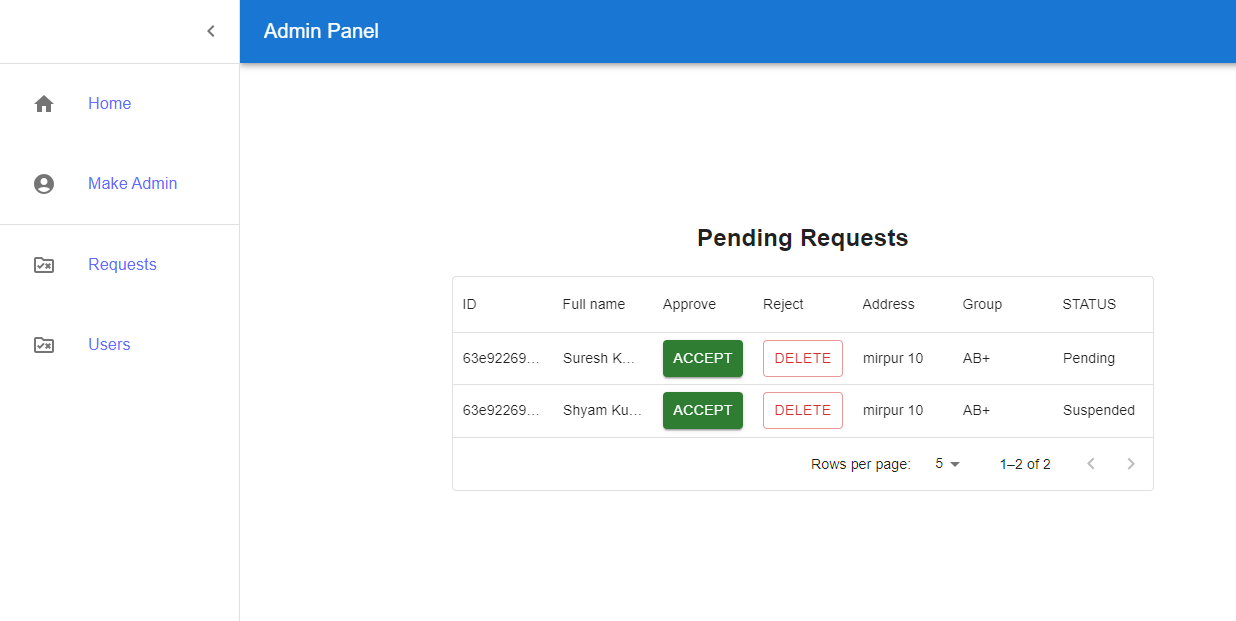 Admin Panel
Home
Make Admin
Requests
Users
Pending Requests
ID Full name Approve Reject Address Group STATUS
63e92269... Suresh K... ACCEPT DELETE mirpur 10 AB+ Pending
63e92269... Shyam Ku... ACCEPT DELETE mirpur 10 AB+ Suspended
Rows per page: 5 1–2 of 2